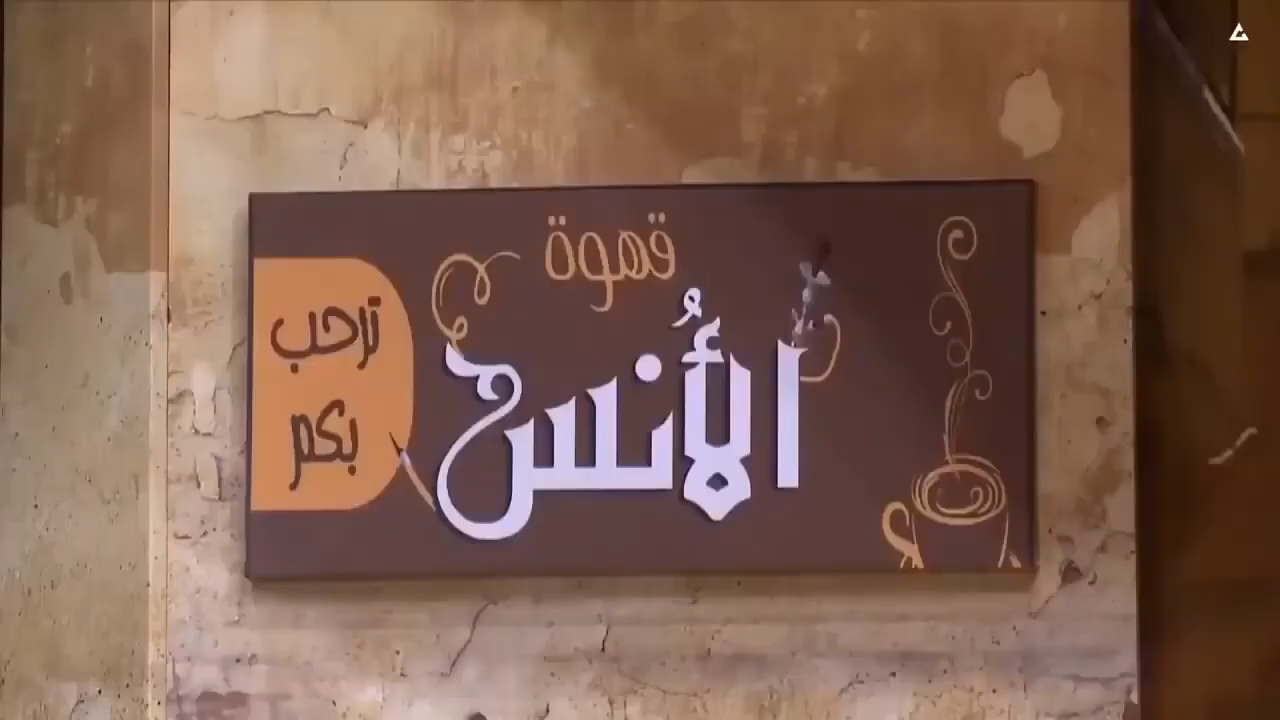 قهوة
الأُنس
ترحب
بكم